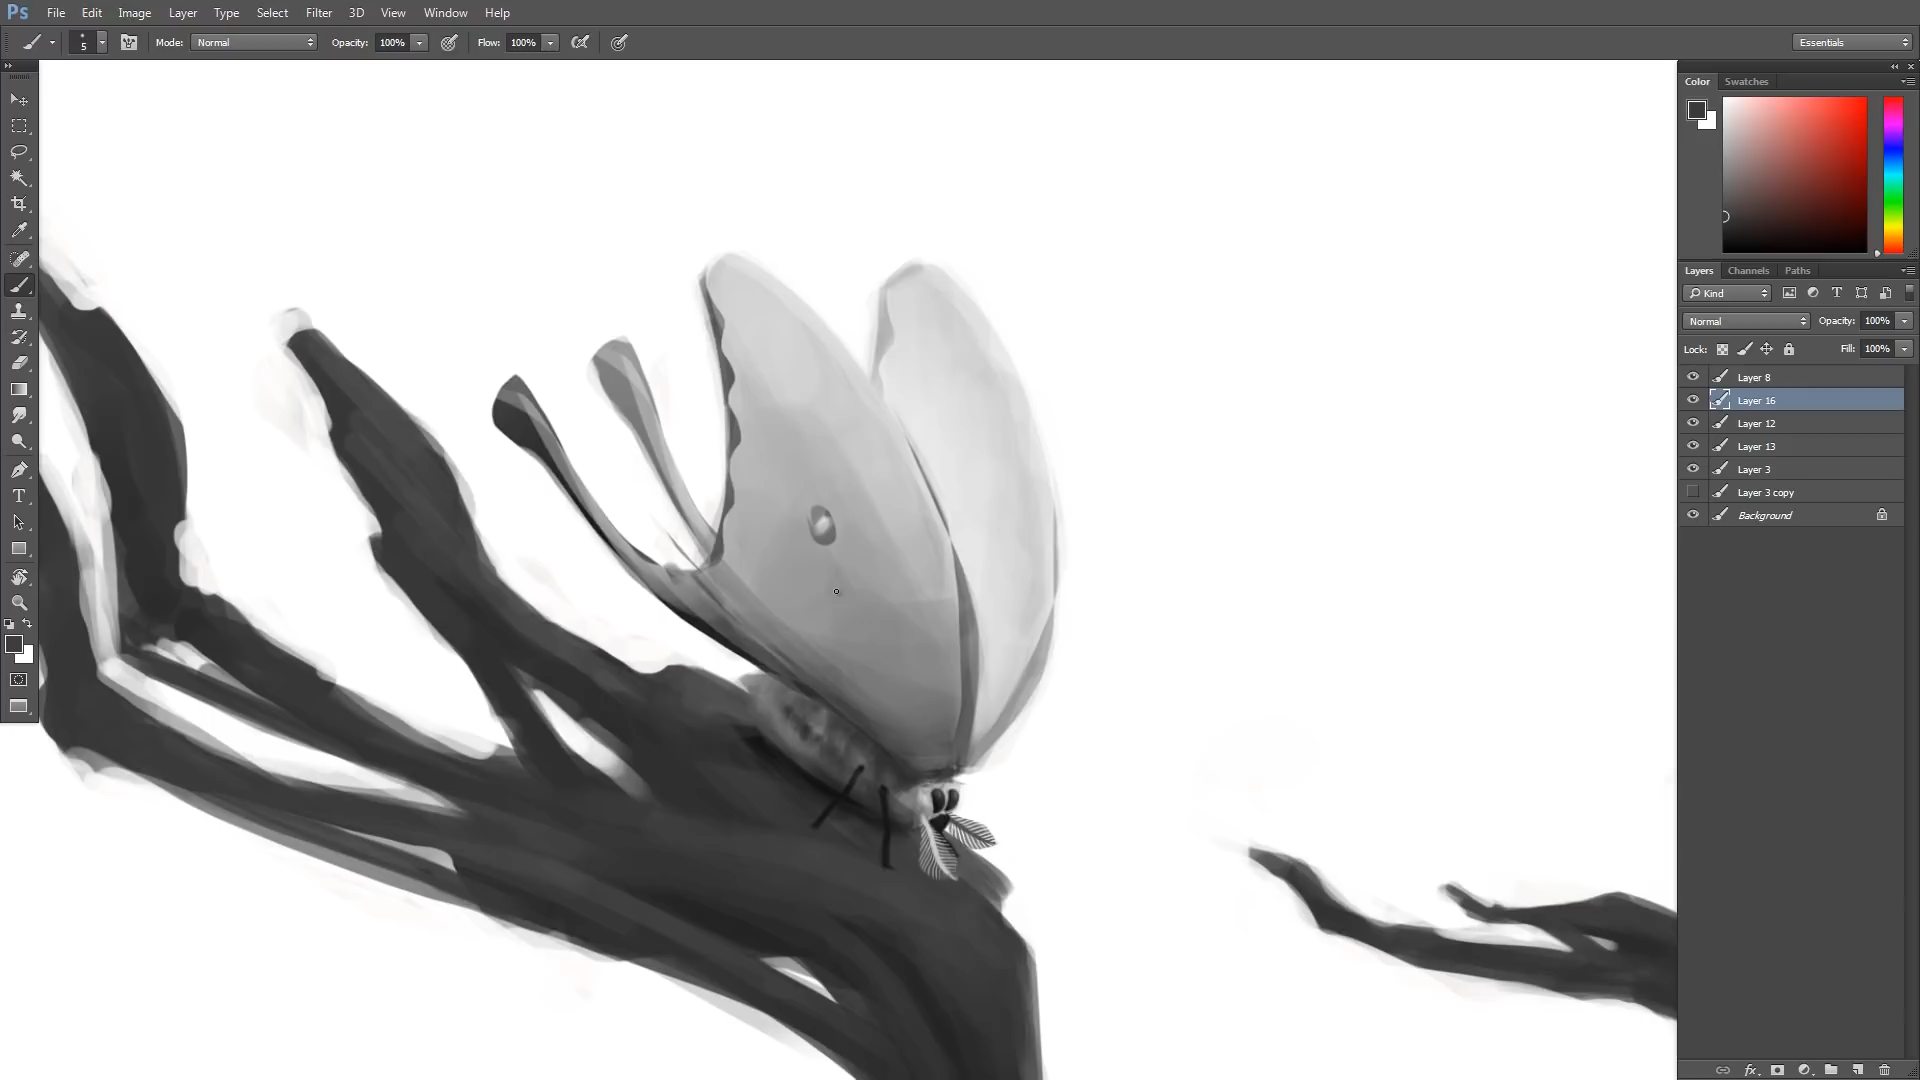 Ps File Edit Image Layer Type Select Filter 3D View Window Help
5 Mode: Normal Opacity: 100% Flow: 100% Essentials
Color Swatches
Layers Channels Paths
Kind
Normal Opacity: 100%
Lock: Fill: 100%
Layer 8
Layer 16
Layer 12
Layer 13
Layer 3
Layer 3 copy
Background